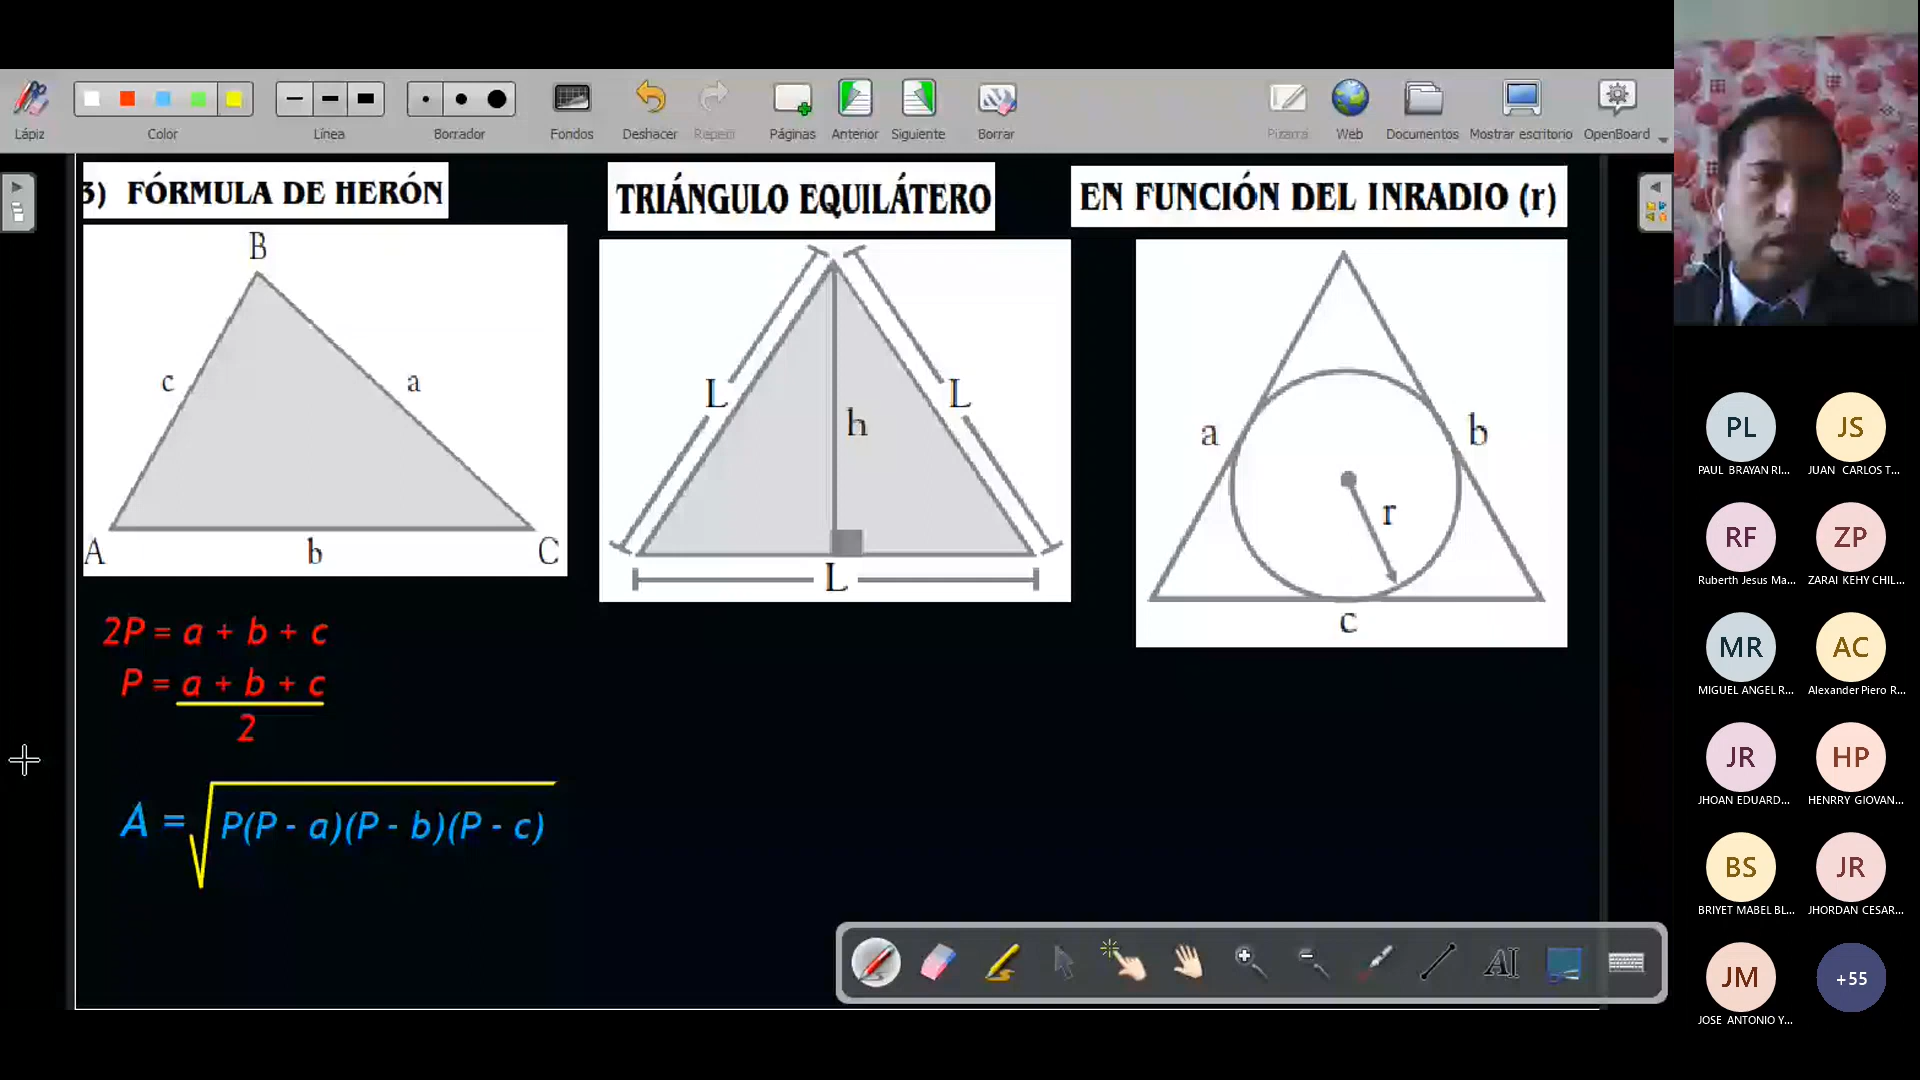 Lápiz
Color
Línea
Borrador
Fondos
Deshacer
Repetir
Páginas
Anterior
Siguiente
Borrar
Pizarra
Web
Documentos
Mostrar escritorio
OpenBoard
3) FÓRMULA DE HERÓN
TRIÁNGULO EQUILÁTERO
EN FUNCIÓN DEL INRADIO (r)
B
c
a
A
b
C
L
L
h
L
a
b
r
c
2P = a + b + c
P = a + b + c
2
A = √P(P - a)(P - b)(P - c)
AI
PL
PAUL BRAYAN RI...
JS
JUAN CARLOS T...
RF
Ruberth Jesus Ma...
ZP
ZARAI KEHY CHIL...
MR
MIGUEL ANGEL R...
AC
Alexander Piero R...
JR
JHOAN EDUARD...
HP
HENRRY GIOVAN...
BS
BRIYET MABEL BL...
JR
JHORDAN CESAR...
JM
JOSE ANTONIO Y...
+55